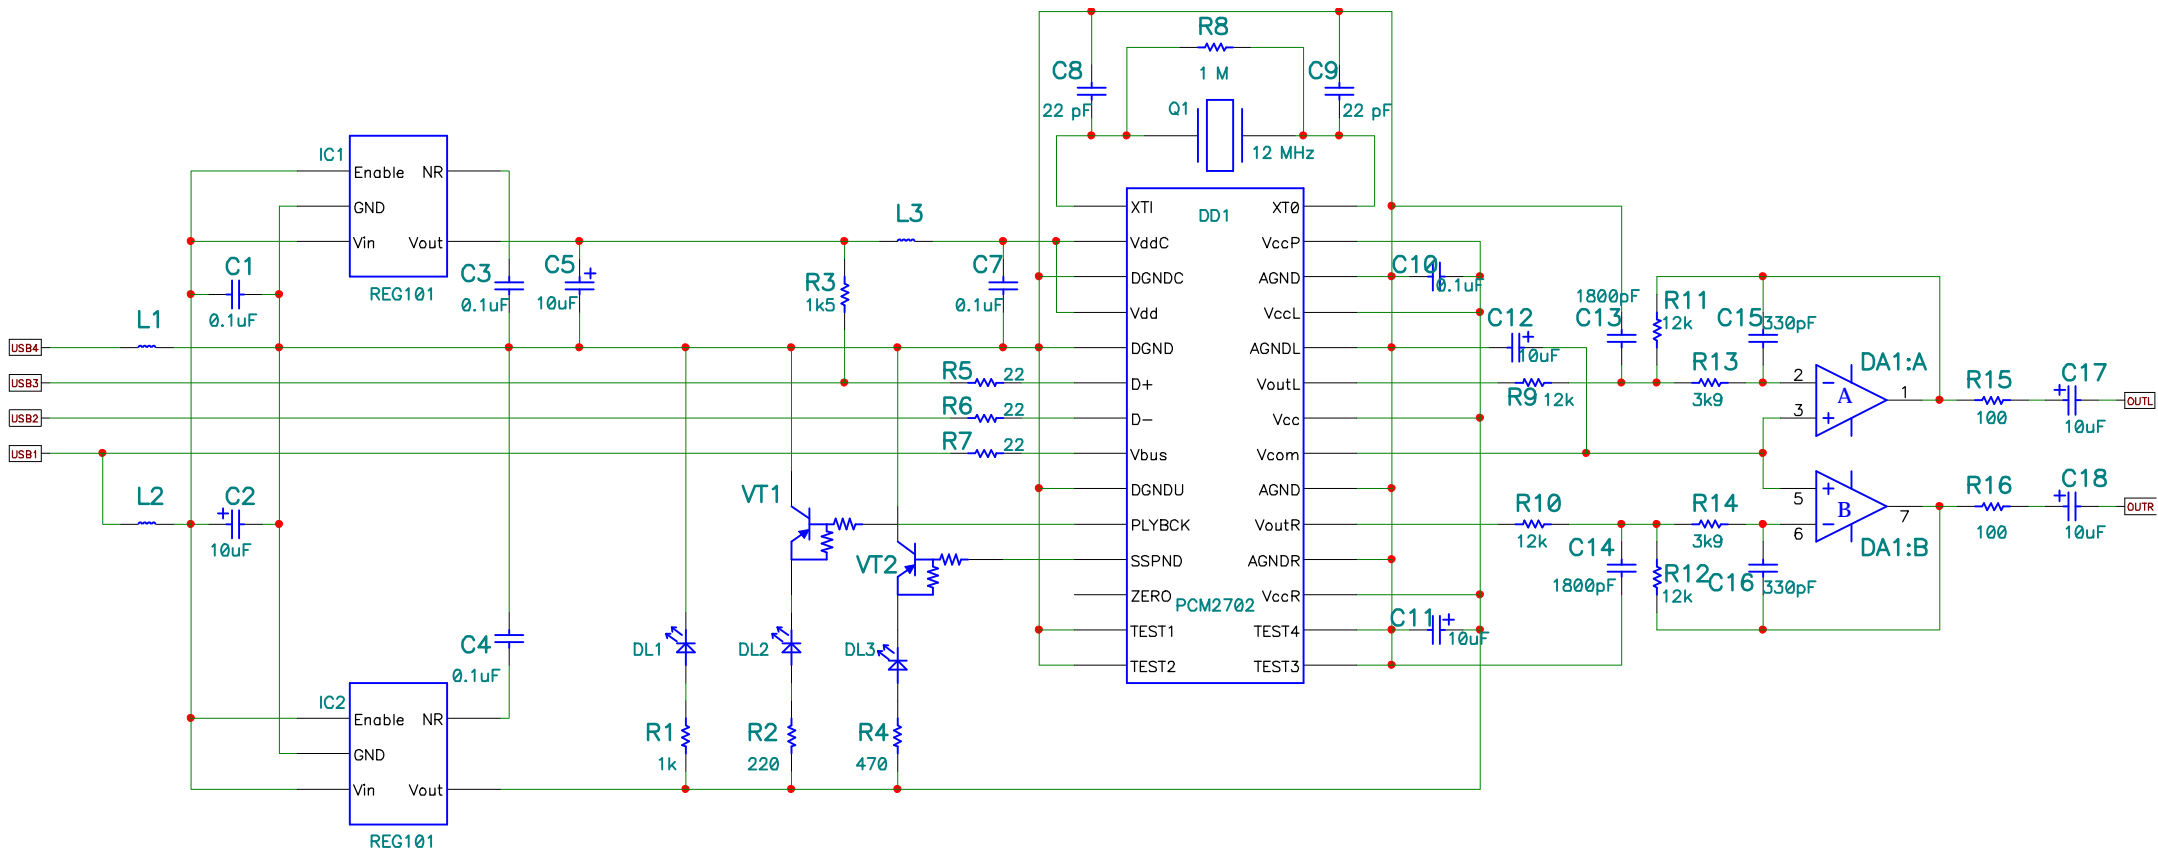 R8
1 M
C8
22 pF
C9
22 pF
Q1
12 MHz
IC1
Enable NR
GND
Vin Vout
REG101
C1
0.1uF
C3
0.1uF
C5
+
10uF
R3
1k5
L3
C7
0.1uF
L1
USB4
USB3
USB2
USB1
R5 22
R6 22
R7 22
L2
C2
+
10uF
C4
0.1uF
IC2
Enable NR
GND
Vin Vout
REG101
VT1
VT2
DL1
DL2
DL3
R1
1k
R2
220
R4
470
DD1
XTI XT0
VddC VccP
DGNDC AGND
Vdd VccL
DGND AGNDL
D+ VoutL
D- Vcc
Vbus Vcom
DGNDU AGND
PLYBCK VoutR
SSPND AGNDR
ZERO VccR
PCM2702
TEST1 TEST4
TEST2 TEST3
C10
0.1uF
C12
+
10uF
R9 12k
1800pF
C13
R11
12k
C15 330pF
R13
3k9
DA1:A
2
3
-
+
A
1
R15
100
C17
+
10uF
OUTL
R10
12k
C14
1800pF
R12
12k
R14
3k9
C16 330pF
5
6
+
-
B
7
DA1:B
R16
100
C18
+
10uF
OUTR
C11
+
10uF